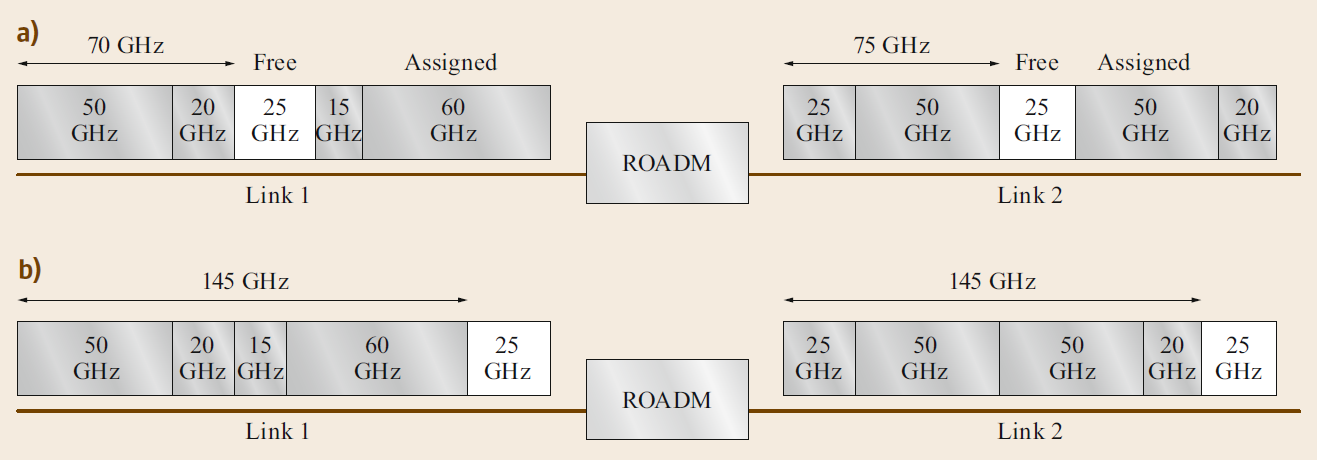 a)
70 GHz
Free
Assigned
75 GHz
Free
Assigned
50 GHz
20 GHz
25 GHz
15 GHz
60 GHz
ROADM
25 GHz
50 GHz
25 GHz
50 GHz
20 GHz
Link 1
Link 2
b)
145 GHz
145 GHz
50 GHz
20 GHz
15 GHz
60 GHz
25 GHz
ROADM
25 GHz
50 GHz
50 GHz
20 GHz
25 GHz
Link 1
Link 2